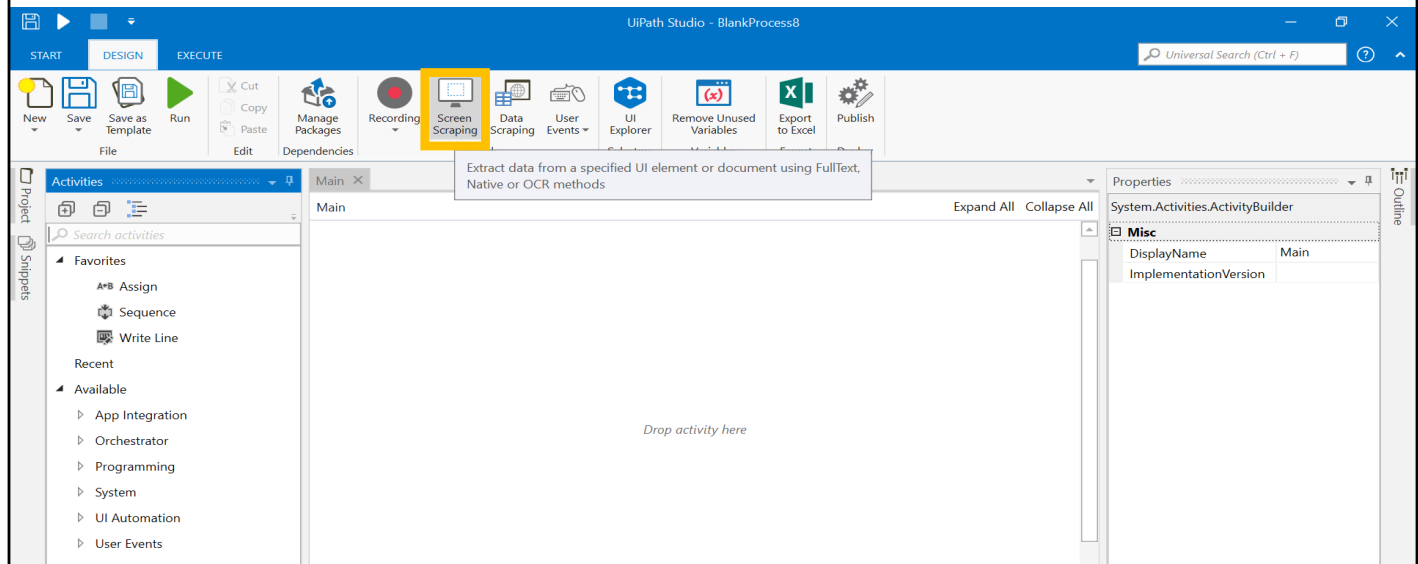 UiPath Studio - BlankProcess8
START DESIGN EXECUTE
Universal Search (Ctrl + F)
New Save Save as Template Run
Cut
Copy
Paste
Manage Packages
Recording
Screen Scraping
Data Scraping
User Events
UI Explorer
Remove Unused Variables
Export to Excel
Publish
File Edit Dependencies
Extract data from a specified UI element or document using FullText,
Native or OCR methods
Project
Snippets
Activities
Search activities
Favorites
A+B Assign
Sequence
Write Line
Recent
Available
App Integration
Orchestrator
Programming
System
UI Automation
User Events
Main
Main Expand All Collapse All
Drop activity here
Properties
System.Activities.ActivityBuilder
Misc
DisplayName Main
ImplementationVersion
Outline